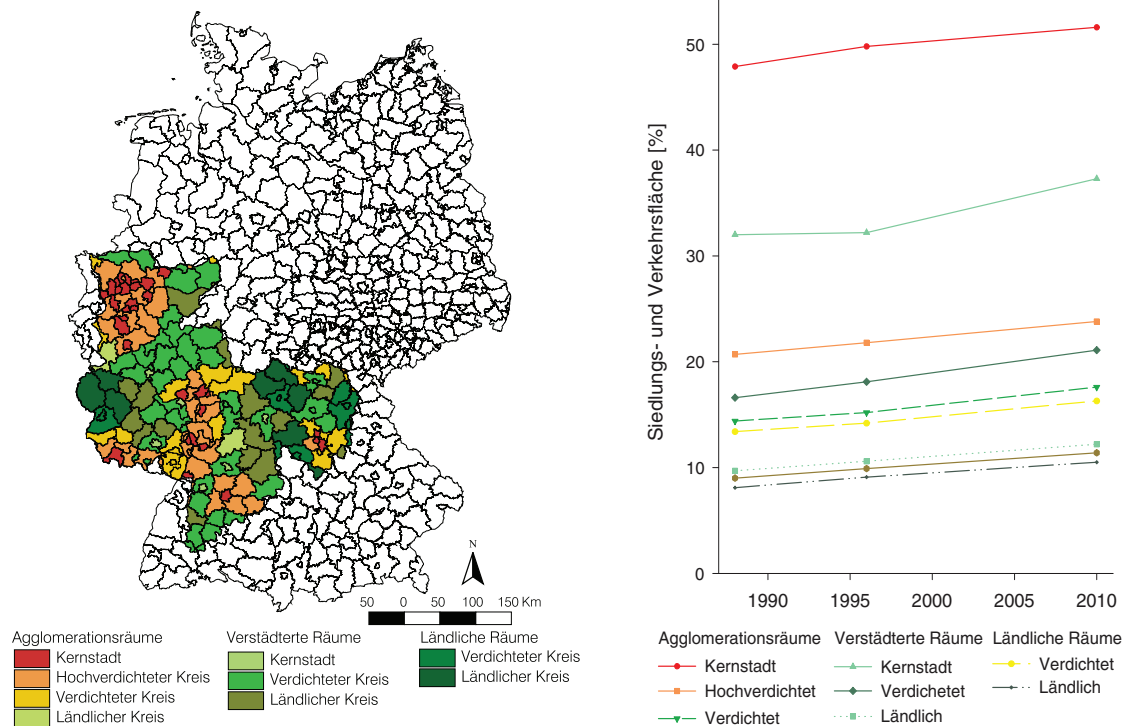 N
50 0 50 100 150 Km
Agglomerationsräume
Kernstadt
Hochverdichteter Kreis
Verdichteter Kreis
Ländlicher Kreis
Verstädterte Räume
Kernstadt
Verdichteter Kreis
Ländlicher Kreis
Ländliche Räume
Verdichteter Kreis
Ländlicher Kreis
Siedlungs- und Verkehrsfläche [%]
50
40
30
20
10
0
1990 1995 2000 2005 2010
Agglomerationsräume
Kernstadt
Hochverdichtet
Verdichtet
Verstädterte Räume
Kernstadt
Verdichetet
Ländlich
Ländliche Räume
Verdichtet
Ländlich